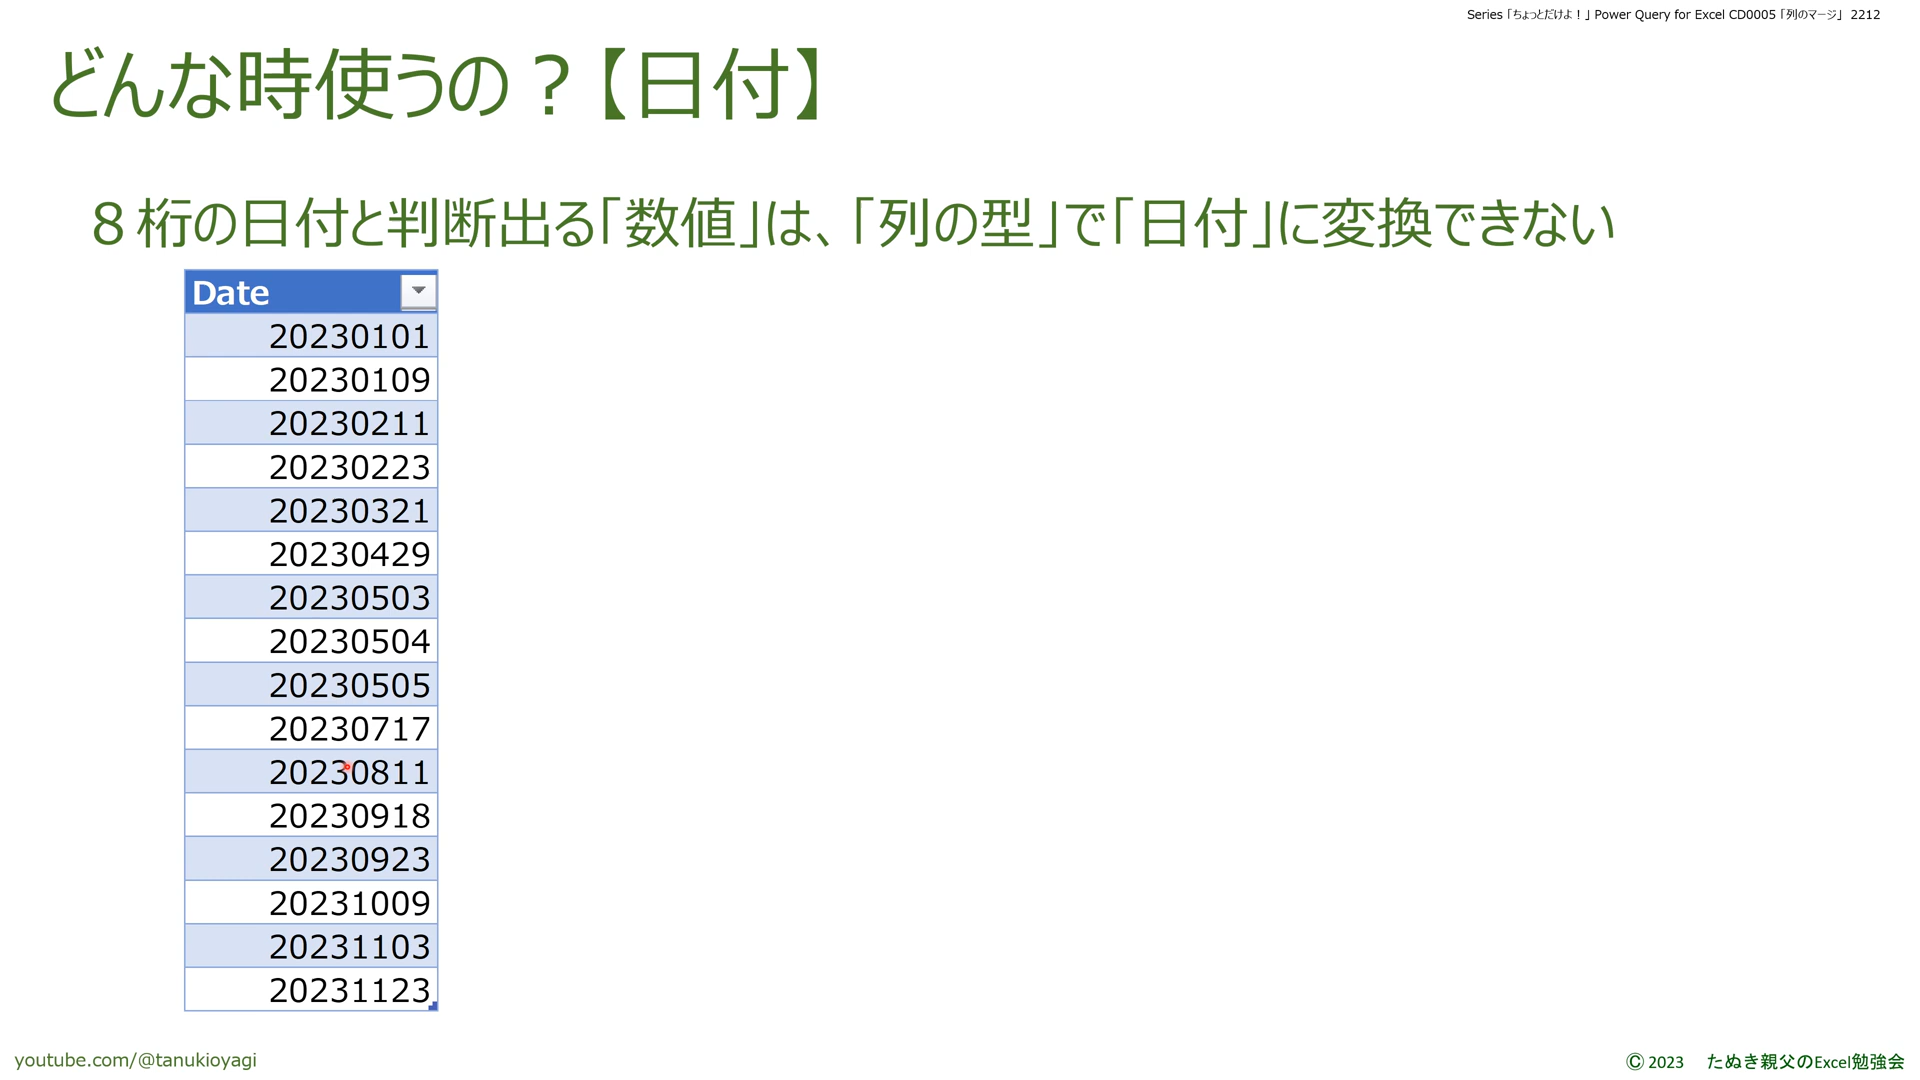 Series「ちょっとだけよ！」Power Query for Excel CD0005「列のマージ」 2212
どんな時使うの？【日付】
８桁の日付と判断出る「数値」は、「列の型」で「日付」に変換できない
Date
20230101
20230109
20230211
20230223
20230321
20230429
20230503
20230504
20230505
20230717
20230811
20230918
20230923
20231009
20231103
20231123
youtube.com/@tanukioyagi
Ⓒ 2023 たぬき親父のExcel勉強会